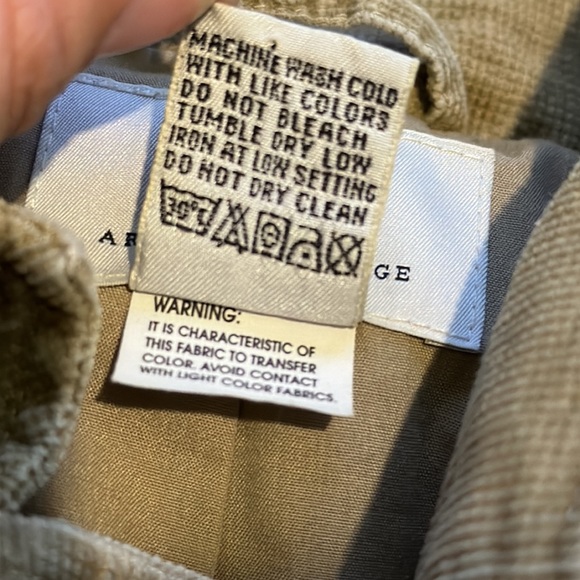 MACHINE WASH COLD
WITH LIKE COLORS
DO NOT BLEACH
TUMBLE DRY LOW
IRON AT LOW SETTING
DO NOT DRY CLEAN
30°C
AR GE
WARNING:
IT IS CHARACTERISTIC OF
THIS FABRIC TO TRANSFER
COLOR. AVOID CONTACT
WITH LIGHT COLOR FABRICS.